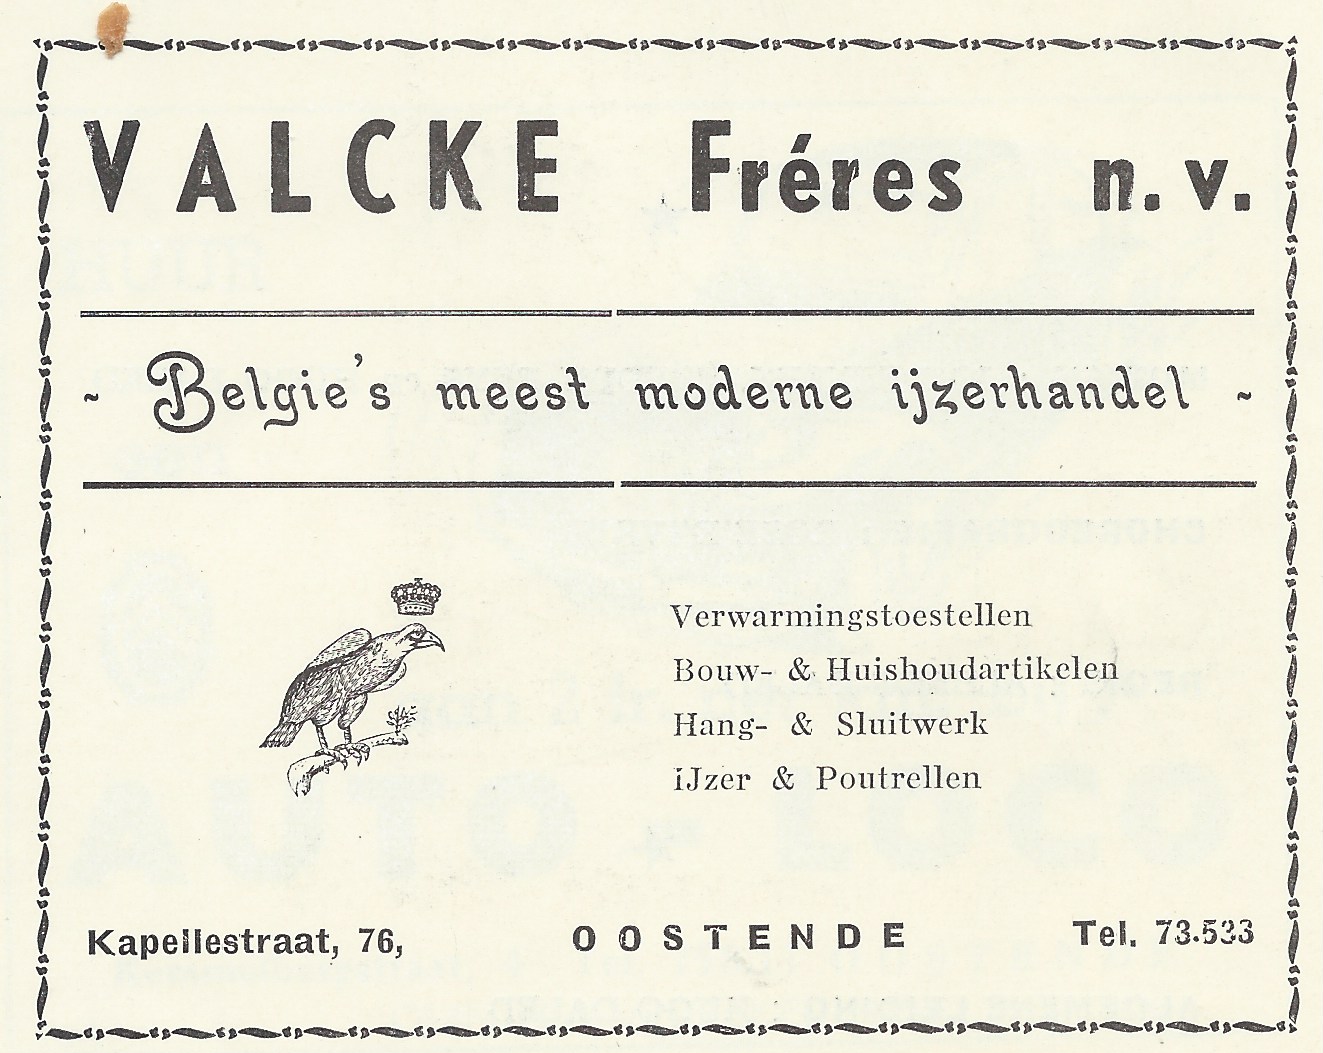 VALCKE Fréres n.v.
- Belgie's meest moderne ijzerhandel -
Verwarmingstoestellen
Bouw- & Huishoudartikelen
Hang- & Sluitwerk
iJzer & Poutrellen
Kapellestraat, 76, OOSTENDE Tel. 73.533